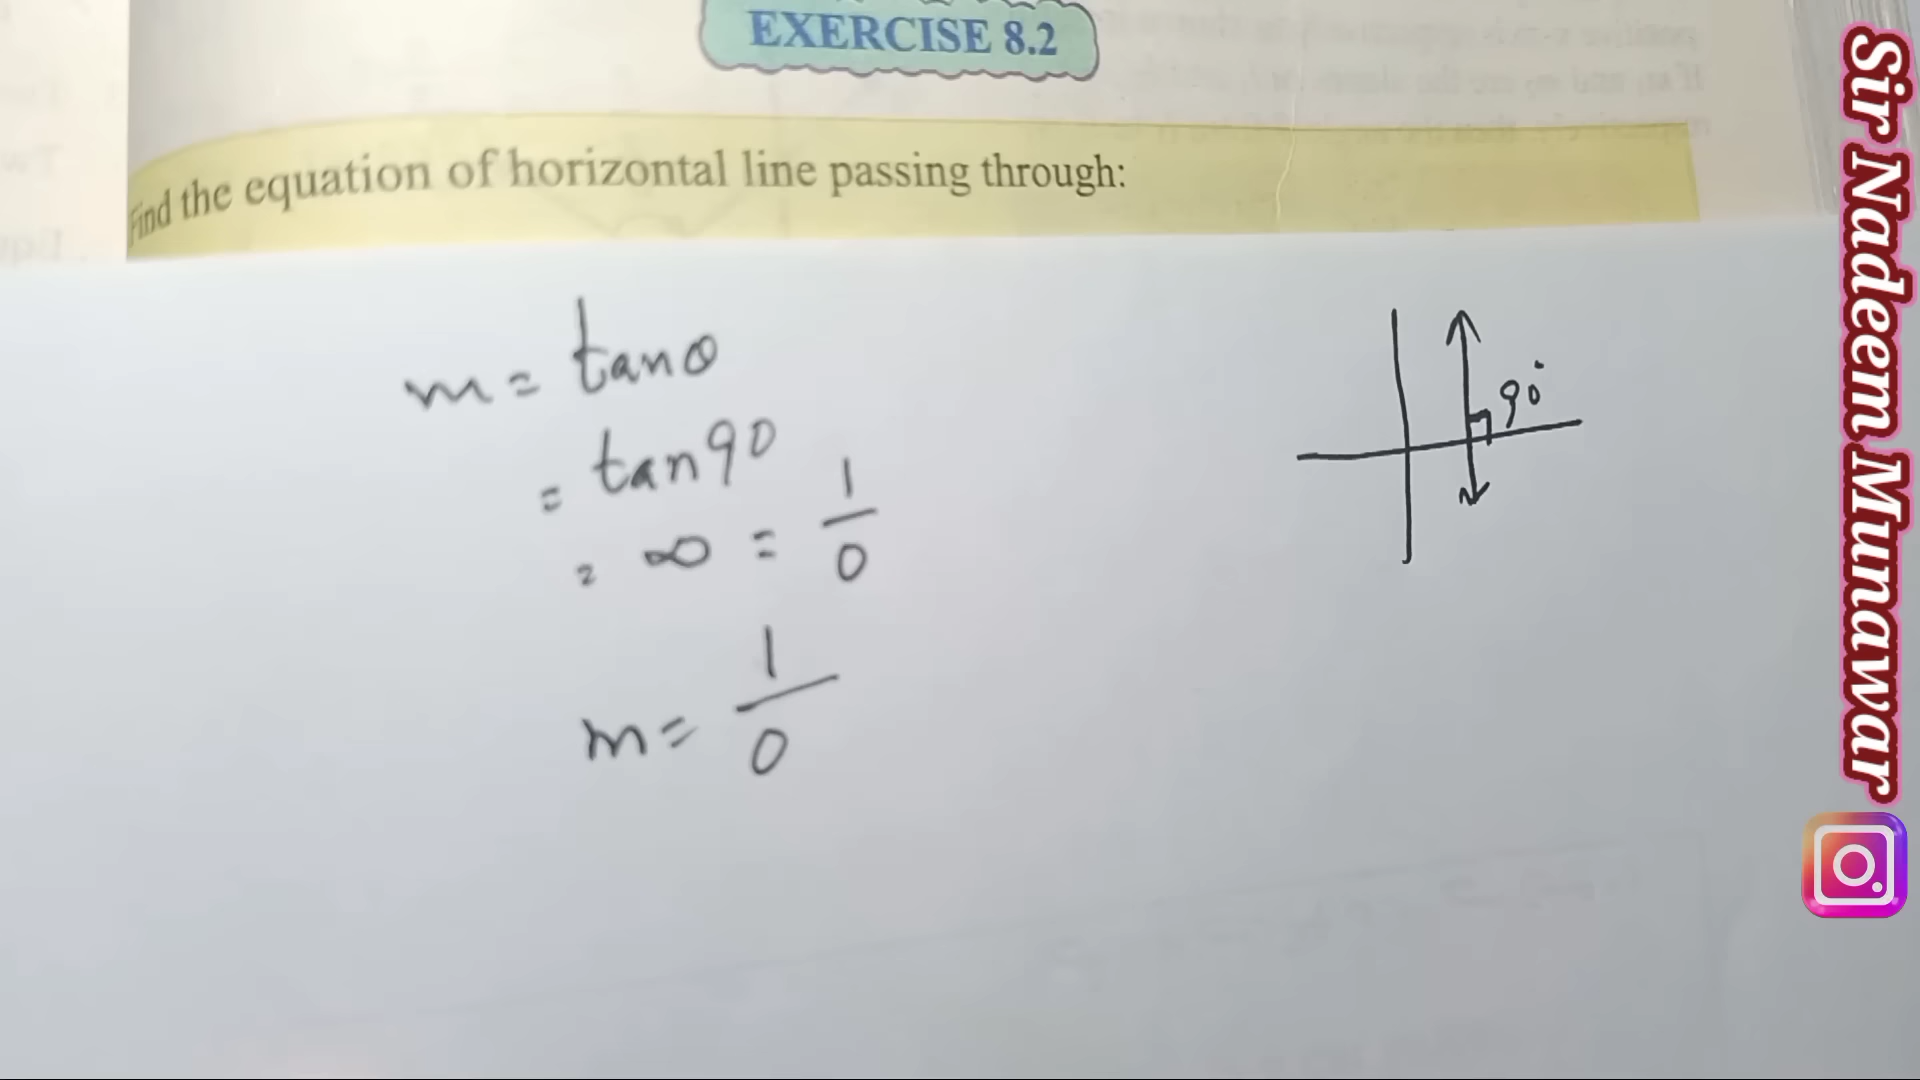 EXERCISE 8.2
Find the equation of horizontal line passing through:
m = tanθ
= tan90
= ∞ = 1/0
m = 1/0
90°
Sir Nadeem Munawar